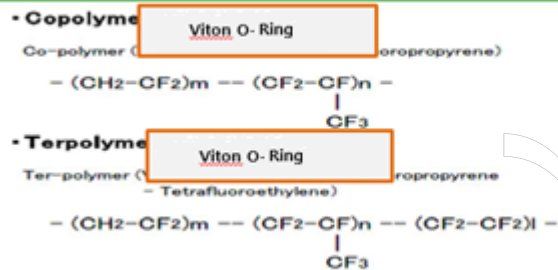 • Copolyme
Viton O- Ring
Co-polymer ( oropropyrene)
- (CH2-CF2)m -- (CF2-CF)n -
CF3
• Terpolyme
Viton O- Ring
Ter-polymer ( ropropyrene
- Tetrafluoroethylene)
- (CH2-CF2)m -- (CF2-CF)n -- (CF2-CF2)l -
CF3